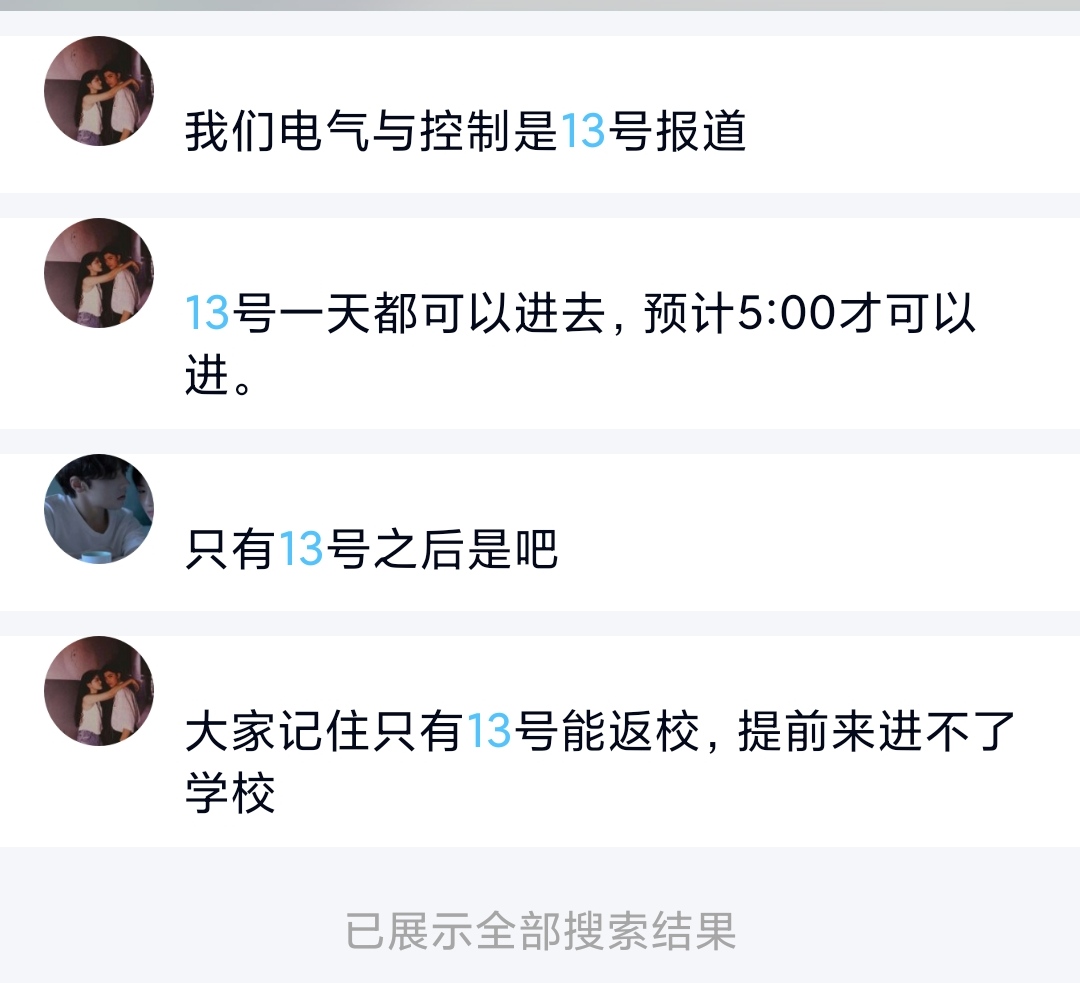 我们电气与控制是13号报道
13号一天都可以进去，预计5:00才可以
进。
只有13号之后是吧
大家记住只有13号能返校，提前来进不了
学校
已展示全部搜索结果